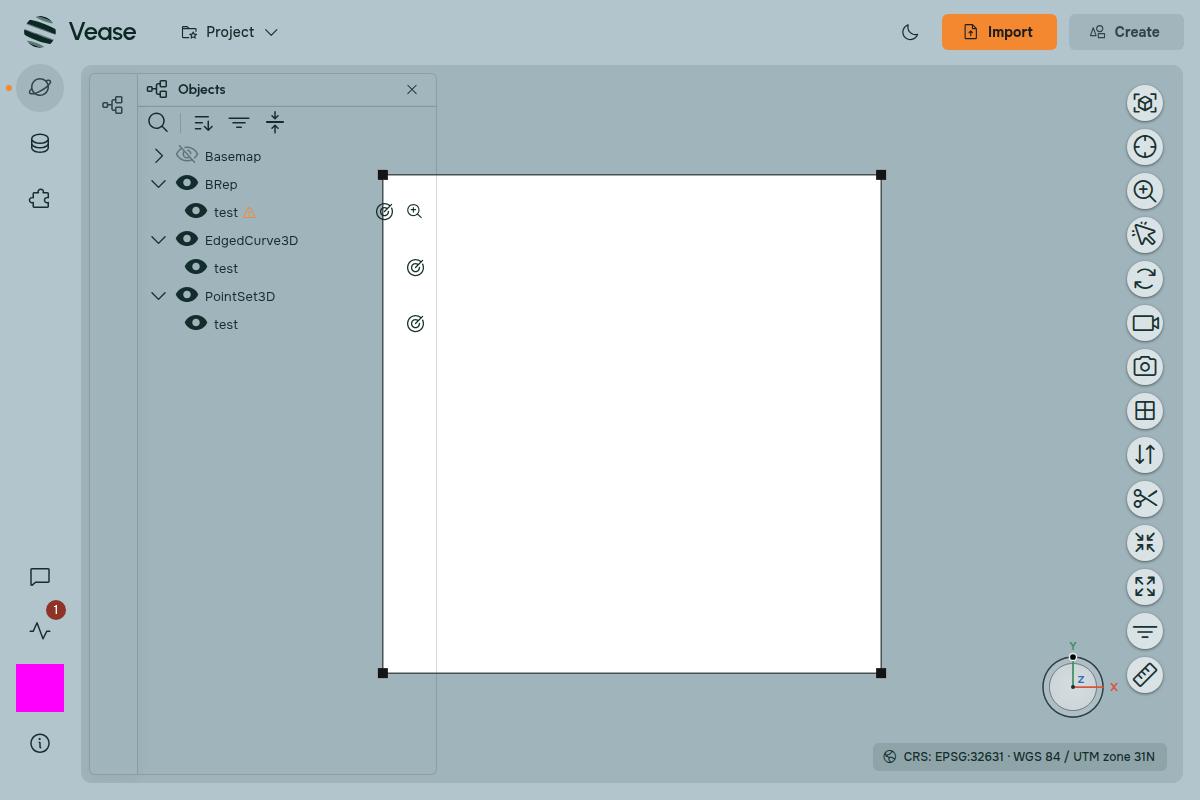 Vease
Project
Import
Create
Objects
Basemap
BRep
test
EdgedCurve3D
test
PointSet3D
test
1
Y
Z
X
CRS: EPSG:32631 · WGS 84 / UTM zone 31N